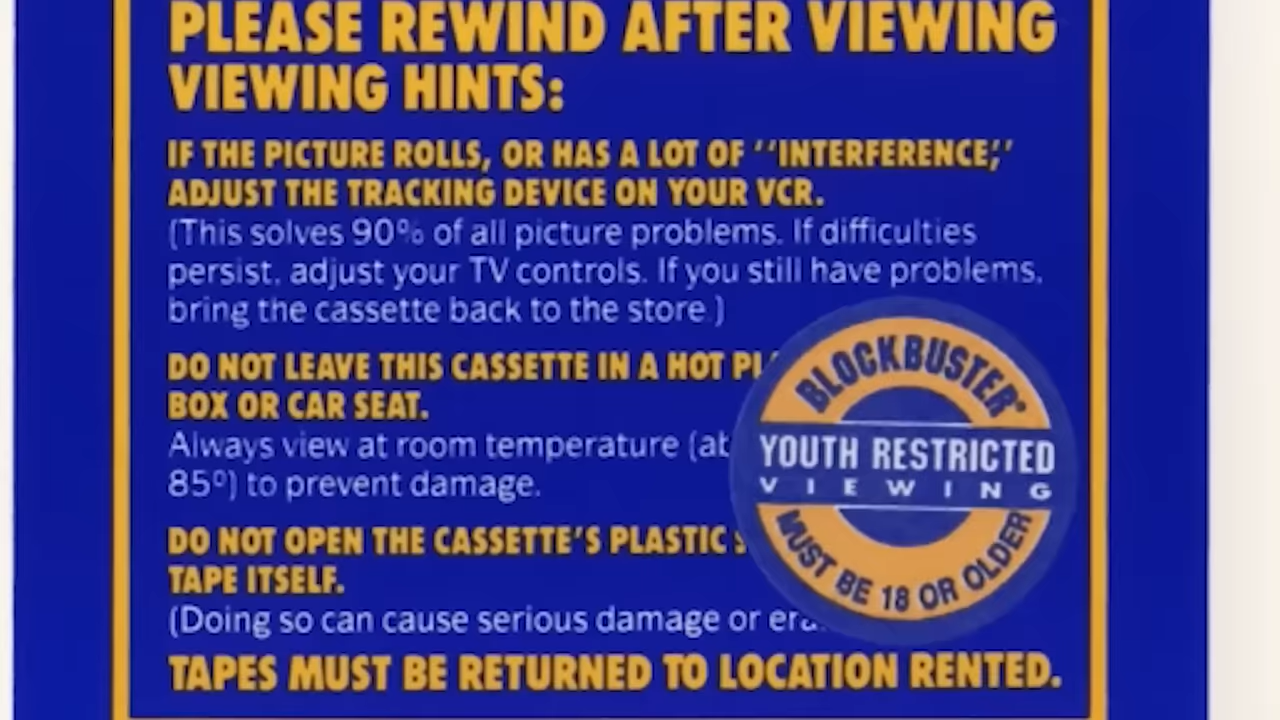 PLEASE REWIND AFTER VIEWING
VIEWING HINTS:
IF THE PICTURE ROLLS, OR HAS A LOT OF ‘‘INTERFERENCE,’’
ADJUST THE TRACKING DEVICE ON YOUR VCR.
(This solves 90% of all picture problems. If difficulties
persist, adjust your TV controls. If you still have problems,
bring the cassette back to the store.)
DO NOT LEAVE THIS CASSETTE IN A HOT
BOX OR CAR SEAT.
Always view at room temperature
85º) to prevent damage.
DO NOT OPEN THE CASSETTE’S PLASTIC
TAPE ITSELF.
(Doing so can cause serious damage or
TAPES MUST BE RETURNED TO LOCATION RENTED.
BLOCKBUSTER®
YOUTH RESTRICTED
VIEWING
MUST BE 18 OR OLDER